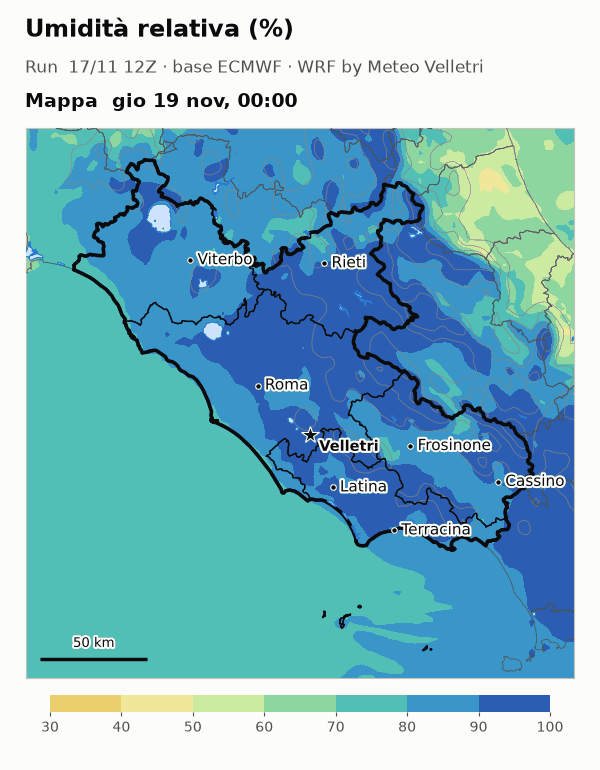 Umidità relativa (%)
Run  17/11 12Z · base ECMWF · WRF by Meteo Velletri
Mappa  gio 19 nov, 00:00
Viterbo
Rieti
Roma
Velletri
Frosinone
Latina
Cassino
Terracina
50 km
30 40 50 60 70 80 90 100